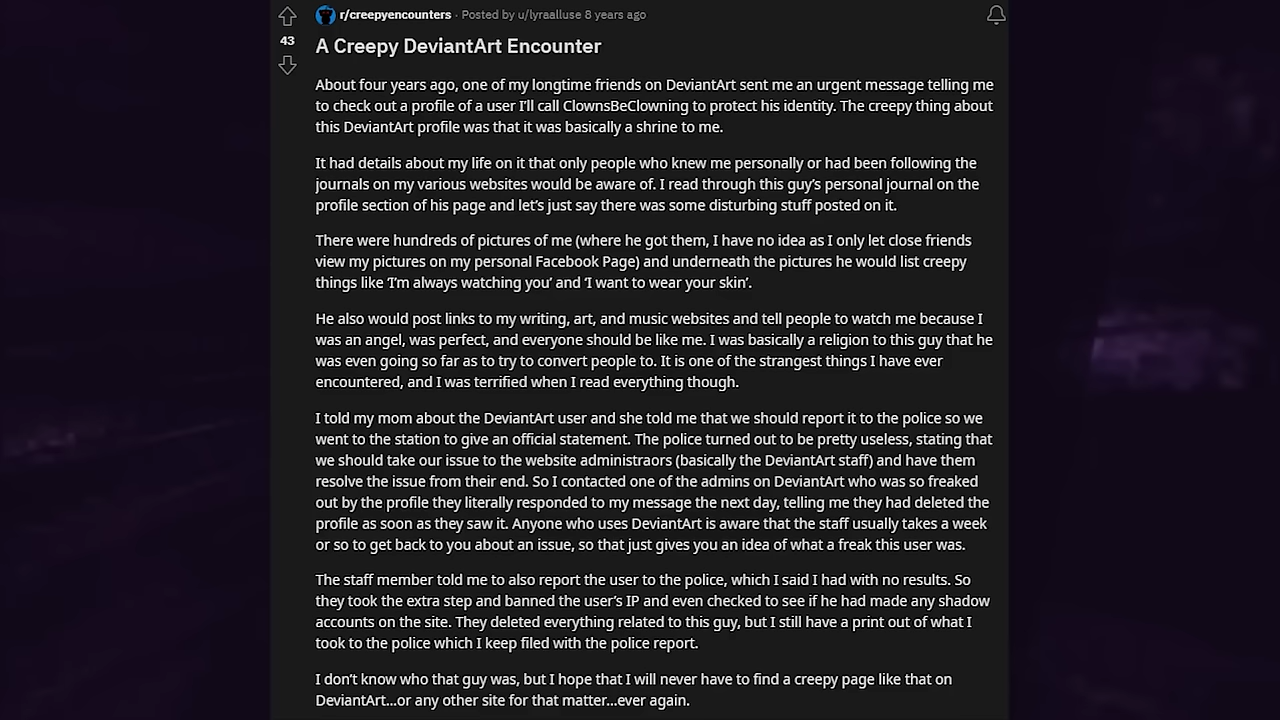 r/creepyencounters · Posted by u/lyraalluse 8 years ago
43
A Creepy DeviantArt Encounter
About four years ago, one of my longtime friends on DeviantArt sent me an urgent message telling me
to check out a profile of a user I'll call ClownsBeClowning to protect his identity. The creepy thing about
this DeviantArt profile was that it was basically a shrine to me.
It had details about my life on it that only people who knew me personally or had been following the
journals on my various websites would be aware of. I read through this guy's personal journal on the
profile section of his page and let's just say there was some disturbing stuff posted on it.
There were hundreds of pictures of me (where he got them, I have no idea as I only let close friends
view my pictures on my personal Facebook Page) and underneath the pictures he would list creepy
things like 'I'm always watching you' and 'I want to wear your skin'.
He also would post links to my writing, art, and music websites and tell people to watch me because I
was an angel, was perfect, and everyone should be like me. I was basically a religion to this guy that he
was even going so far as to try to convert people to. It is one of the strangest things I have ever
encountered, and I was terrified when I read everything though.
I told my mom about the DeviantArt user and she told me that we should report it to the police so we
went to the station to give an official statement. The police turned out to be pretty useless, stating that
we should take our issue to the website administraors (basically the DeviantArt staff) and have them
resolve the issue from their end. So I contacted one of the admins on DeviantArt who was so freaked
out by the profile they literally responded to my message the next day, telling me they had deleted the
profile as soon as they saw it. Anyone who uses DeviantArt is aware that the staff usually takes a week
or so to get back to you about an issue, so that just gives you an idea of what a freak this user was.
The staff member told me to also report the user to the police, which I said I had with no results. So
they took the extra step and banned the user's IP and even checked to see if he had made any shadow
accounts on the site. They deleted everything related to this guy, but I still have a print out of what I
took to the police which I keep filed with the police report.
I don't know who that guy was, but I hope that I will never have to find a creepy page like that on
DeviantArt...or any other site for that matter...ever again.